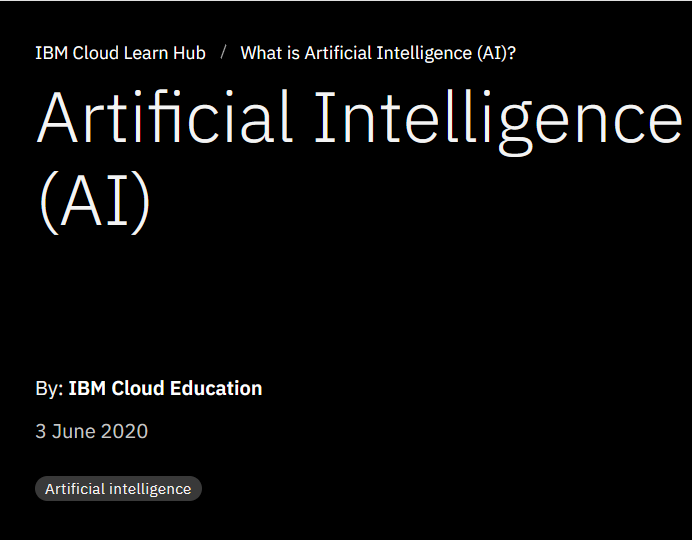 IBM Cloud Learn Hub / What is Artificial Intelligence (AI)?
Artificial Intelligence
(AI)
By: IBM Cloud Education
3 June 2020
Artificial intelligence